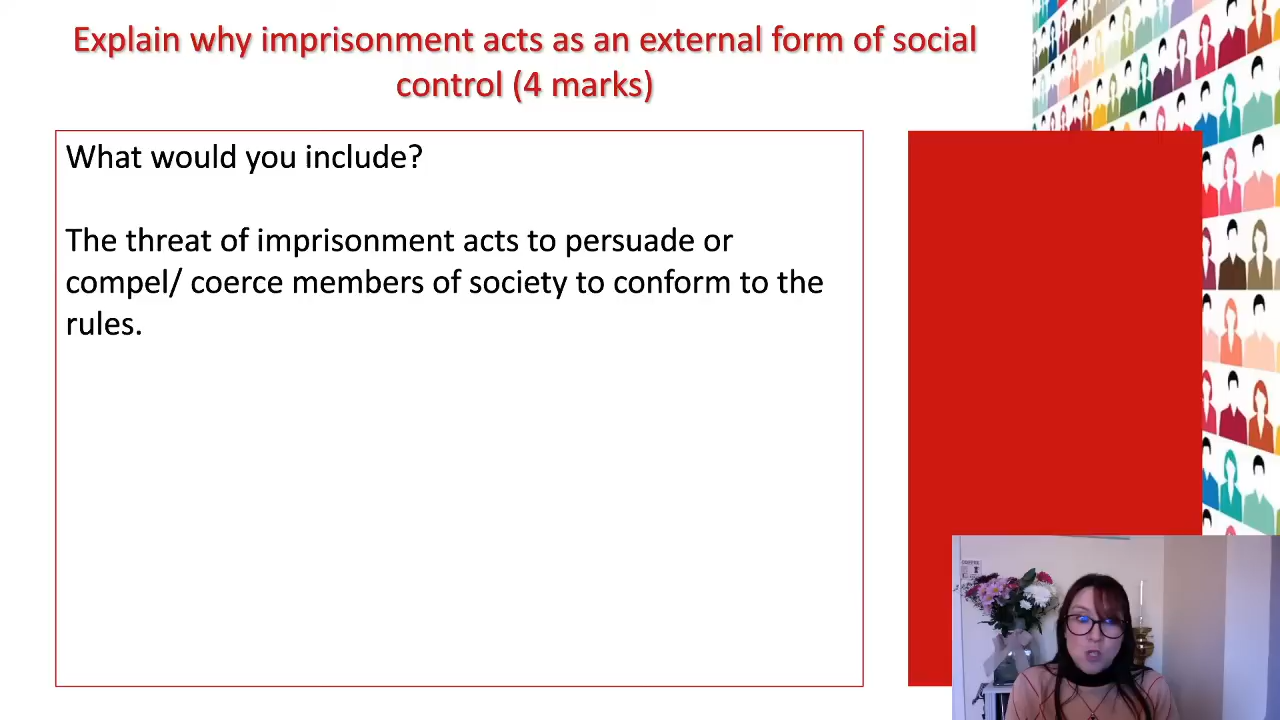 Explain why imprisonment acts as an external form of social
control (4 marks)
What would you include?
The threat of imprisonment acts to persuade or
compel/ coerce members of society to conform to the
rules.